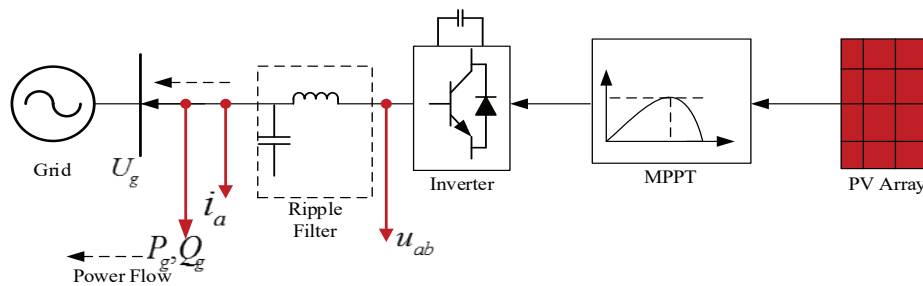 Grid
U_g
i_a
P_g,Q_g
Power Flow
Ripple
Filter
u_ab
Inverter
MPPT
PV Array